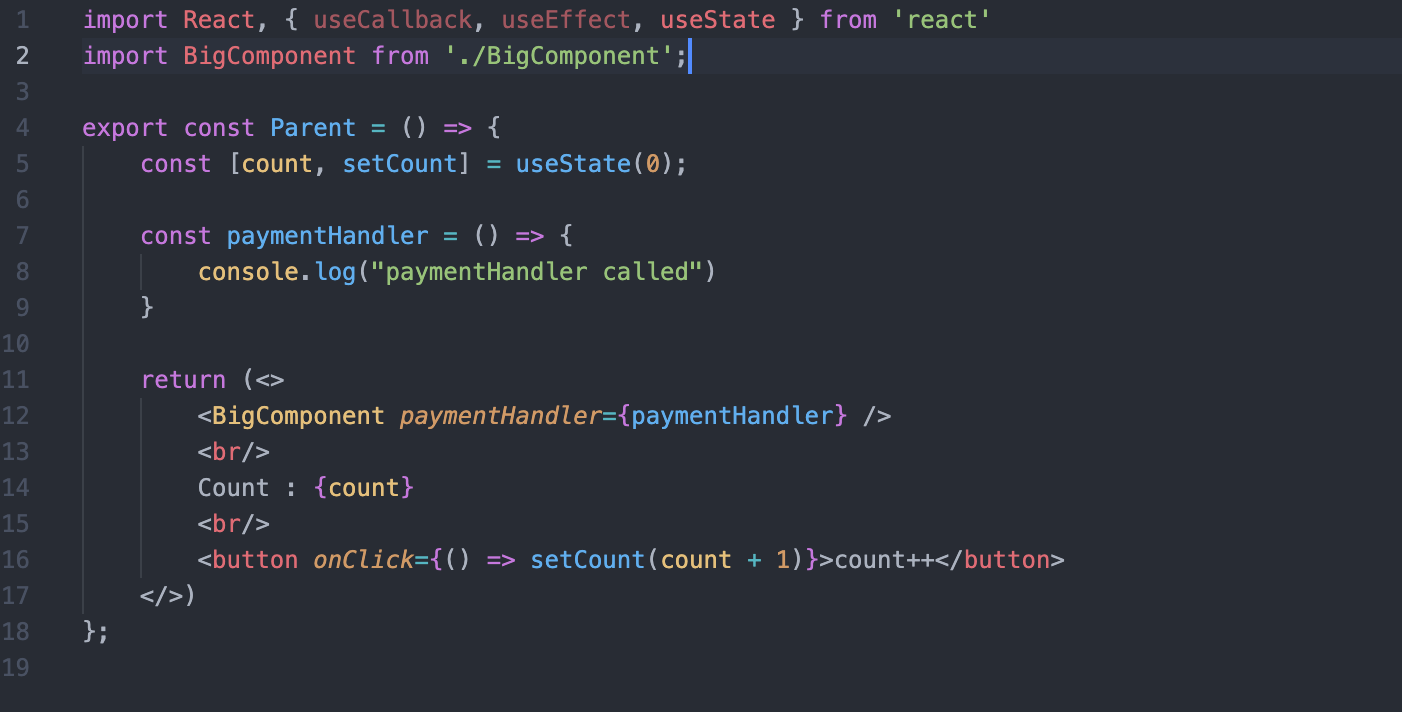 1 import React, { useCallback, useEffect, useState } from 'react'
2 import BigComponent from './BigComponent';
3
4 export const Parent = () => {
5     const [count, setCount] = useState(0);
6
7     const paymentHandler = () => {
8         console.log("paymentHandler called")
9     }
10
11     return (<>
12         <BigComponent paymentHandler={paymentHandler} />
13         <br/>
14         Count : {count}
15         <br/>
16         <button onClick={() => setCount(count + 1)}>count++</button>
17     </>)
18 };
19